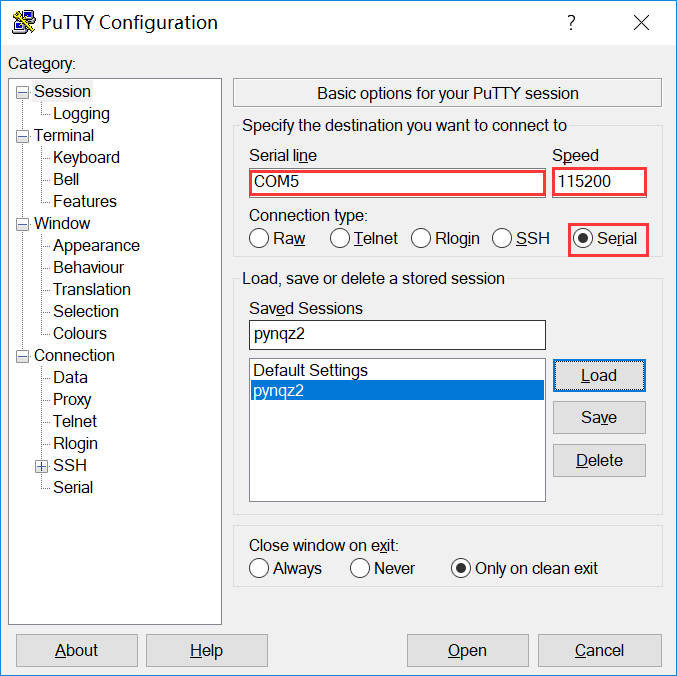 PuTTY Configuration ?
Category:
Session
Logging
Terminal
Keyboard
Bell
Features
Window
Appearance
Behaviour
Translation
Selection
Colours
Connection
Data
Proxy
Telnet
Rlogin
SSH
Serial
Basic options for your PuTTY session
Specify the destination you want to connect to
Serial line Speed
COM5 115200
Connection type:
Raw Telnet Rlogin SSH Serial
Load, save or delete a stored session
Saved Sessions
pynqz2
Default Settings
pynqz2
Load
Save
Delete
Close window on exit:
Always Never Only on clean exit
About Help Open Cancel